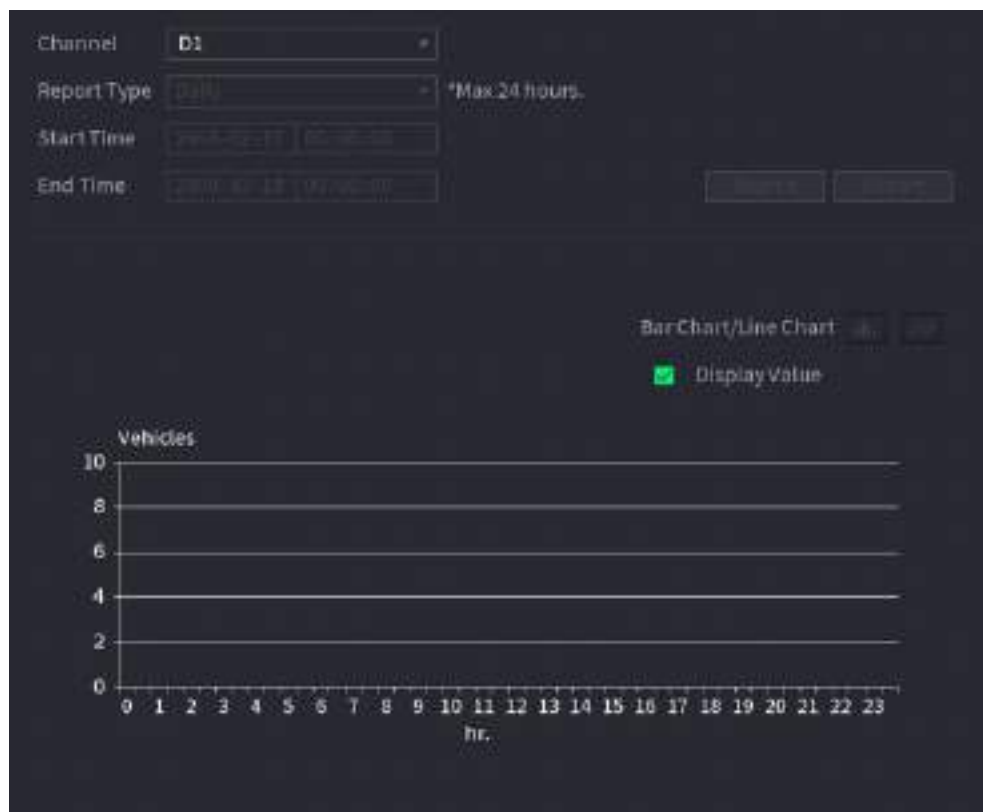 Channel D1
Report Type Daily *Max 24 hours.
Start Time
End Time
Bar Chart/Line Chart
Display Value
Vehicles
10
8
6
4
2
0
0 1 2 3 4 5 6 7 8 9 10 11 12 13 14 15 16 17 18 19 20 21 22 23
hr.